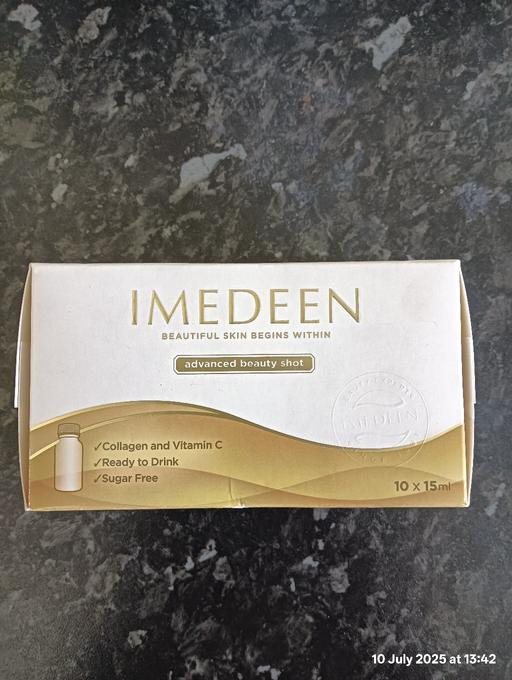 IMEDEEN
BEAUTIFUL SKIN BEGINS WITHIN
advanced beauty shot
IMEDEEN
✓Collagen and Vitamin C
✓Ready to Drink
✓Sugar Free
10 x 15ml
10 July 2025 at 13:42